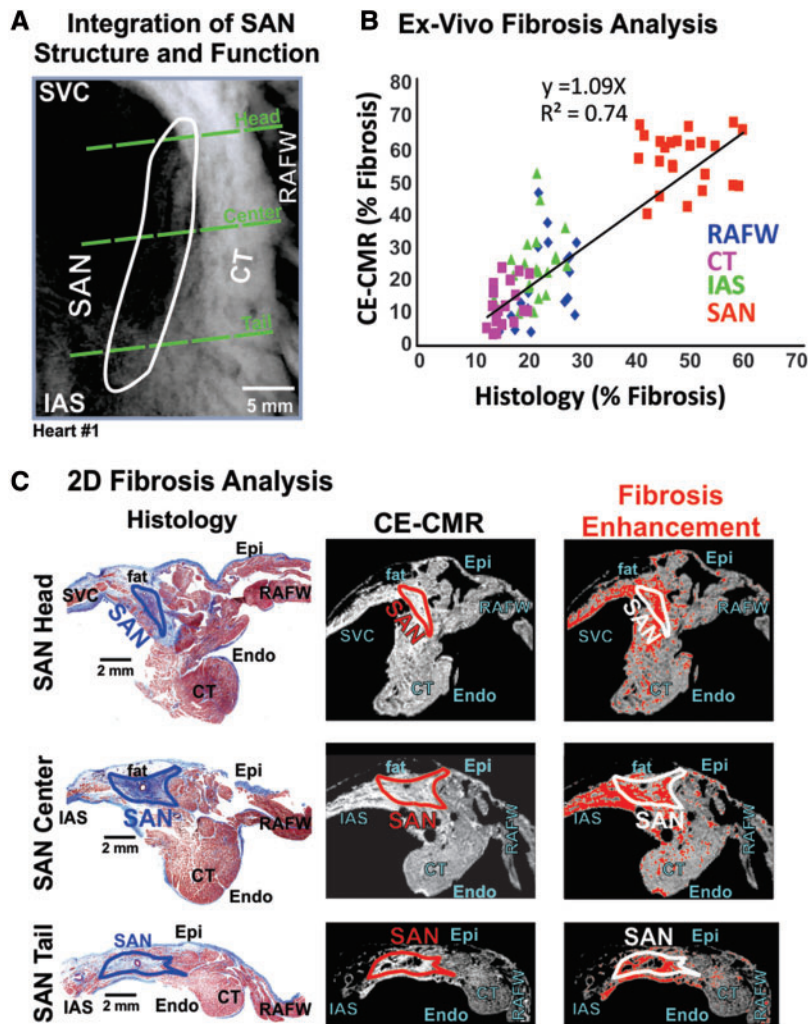 A
Integration of SAN
Structure and Function
SVC
Head
RAFW
Center
SAN
CT
Tail
IAS
5 mm
Heart #1
B
Ex-Vivo Fibrosis Analysis
y =1.09X
R² = 0.74
CE-CMR (% Fibrosis)
80
70
60
50
40
30
20
10
0
0 10 20 30 40 50 60 70
Histology (% Fibrosis)
RAFW
CT
IAS
SAN
C
2D Fibrosis Analysis
Histology
CE-CMR
Fibrosis
Enhancement
SAN Head
Epi
fat
SVC
SAN
RAFW
2 mm
Endo
CT
Epi
fat
SAN
RAFW
SVC
CT
Endo
Epi
fat
SAN
RAFW
SVC
CT
Endo
SAN Center
fat
Epi
IAS
SAN
2 mm
RAFW
CT
Endo
fat
Epi
IAS
SAN
RAFW
CT
Endo
fat
Epi
IAS
SAN
RAFW
CT
Endo
SAN Tail
SAN
Epi
IAS
2 mm
Endo
CT
RAFW
SAN
Epi
IAS
CT
Endo
RAFW
SAN
Epi
IAS
CT
Endo
RAFW